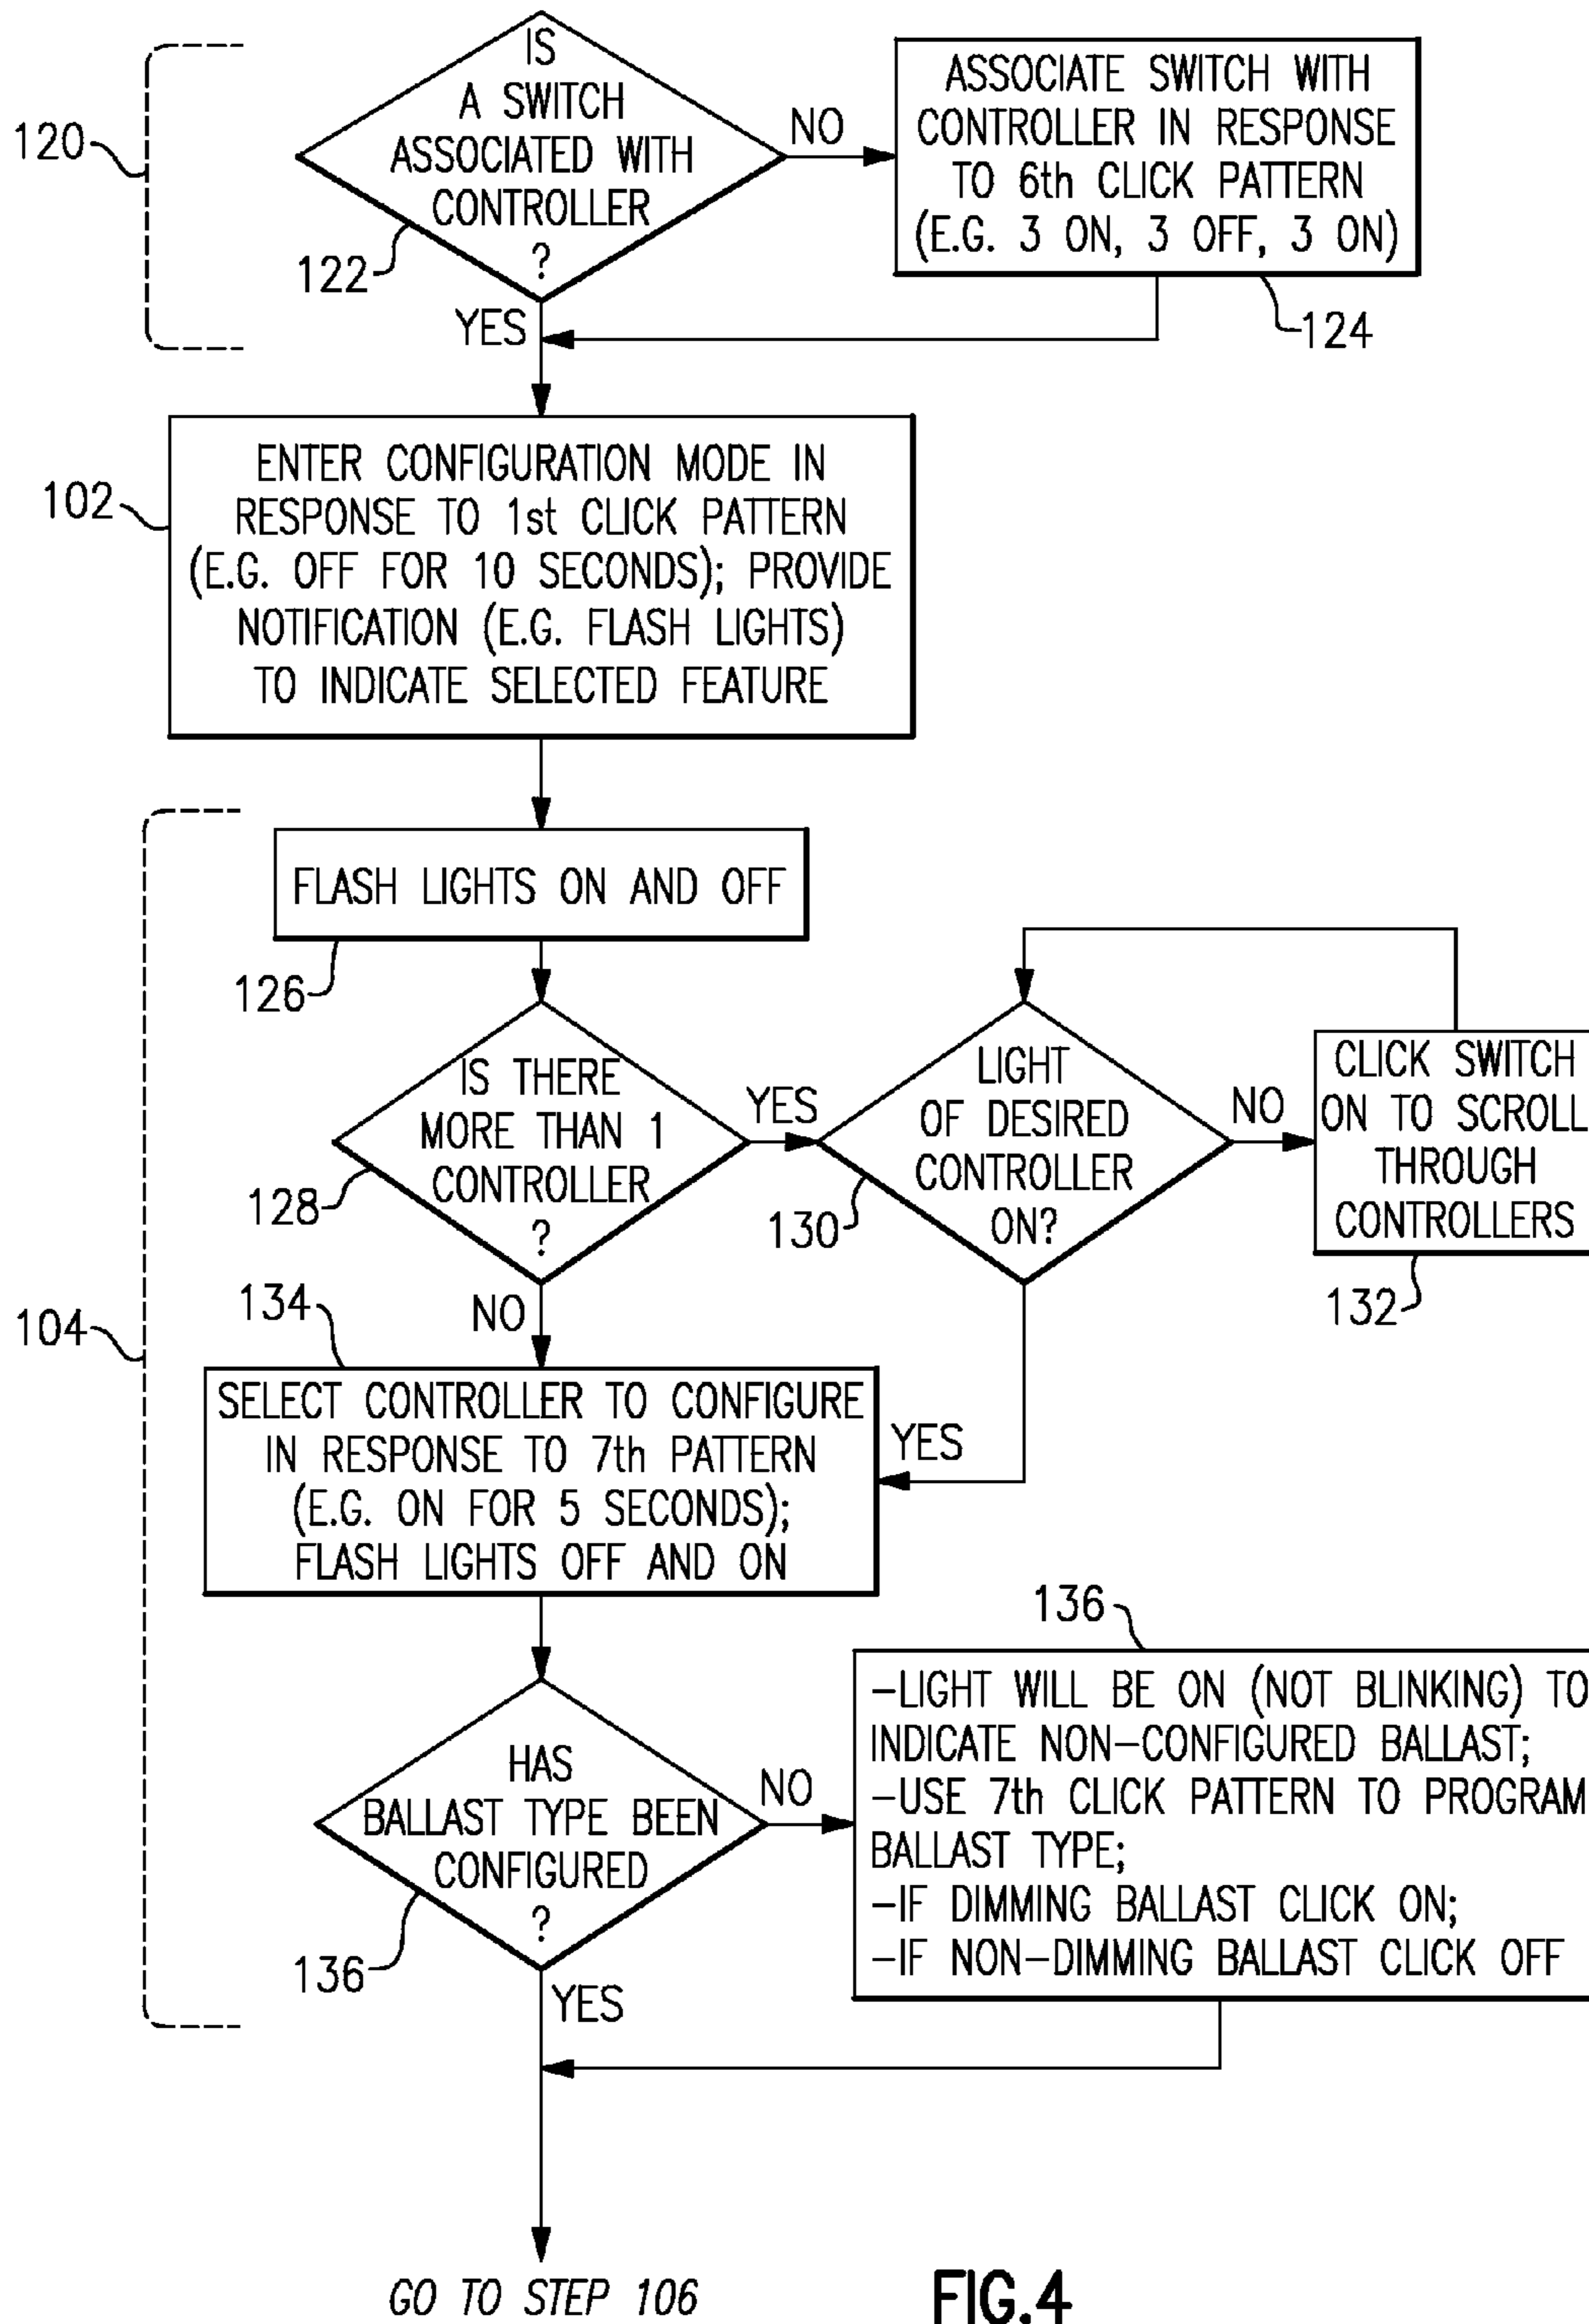 IS
A SWITCH
ASSOCIATED WITH
CONTROLLER
?
120
122
NO
ASSOCIATE SWITCH WITH
CONTROLLER IN RESPONSE
TO 6th CLICK PATTERN
(E.G. 3 ON, 3 OFF, 3 ON)
124
YES
102
ENTER CONFIGURATION MODE IN
RESPONSE TO 1st CLICK PATTERN
(E.G. OFF FOR 10 SECONDS); PROVIDE
NOTIFICATION (E.G. FLASH LIGHTS)
TO INDICATE SELECTED FEATURE
104
FLASH LIGHTS ON AND OFF
126
IS THERE
MORE THAN 1
CONTROLLER
?
128
YES
LIGHT
OF DESIRED
CONTROLLER
ON?
130
NO
CLICK SWITCH
ON TO SCROLL
THROUGH
CONTROLLERS
132
NO
134
YES
SELECT CONTROLLER TO CONFIGURE
IN RESPONSE TO 7th PATTERN
(E.G. ON FOR 5 SECONDS);
FLASH LIGHTS OFF AND ON
HAS
BALLAST TYPE BEEN
CONFIGURED
?
136
NO
136
-LIGHT WILL BE ON (NOT BLINKING) TO
INDICATE NON-CONFIGURED BALLAST;
-USE 7th CLICK PATTERN TO PROGRAM
BALLAST TYPE;
-IF DIMMING BALLAST CLICK ON;
-IF NON-DIMMING BALLAST CLICK OFF
YES
GO TO STEP 106
FIG.4